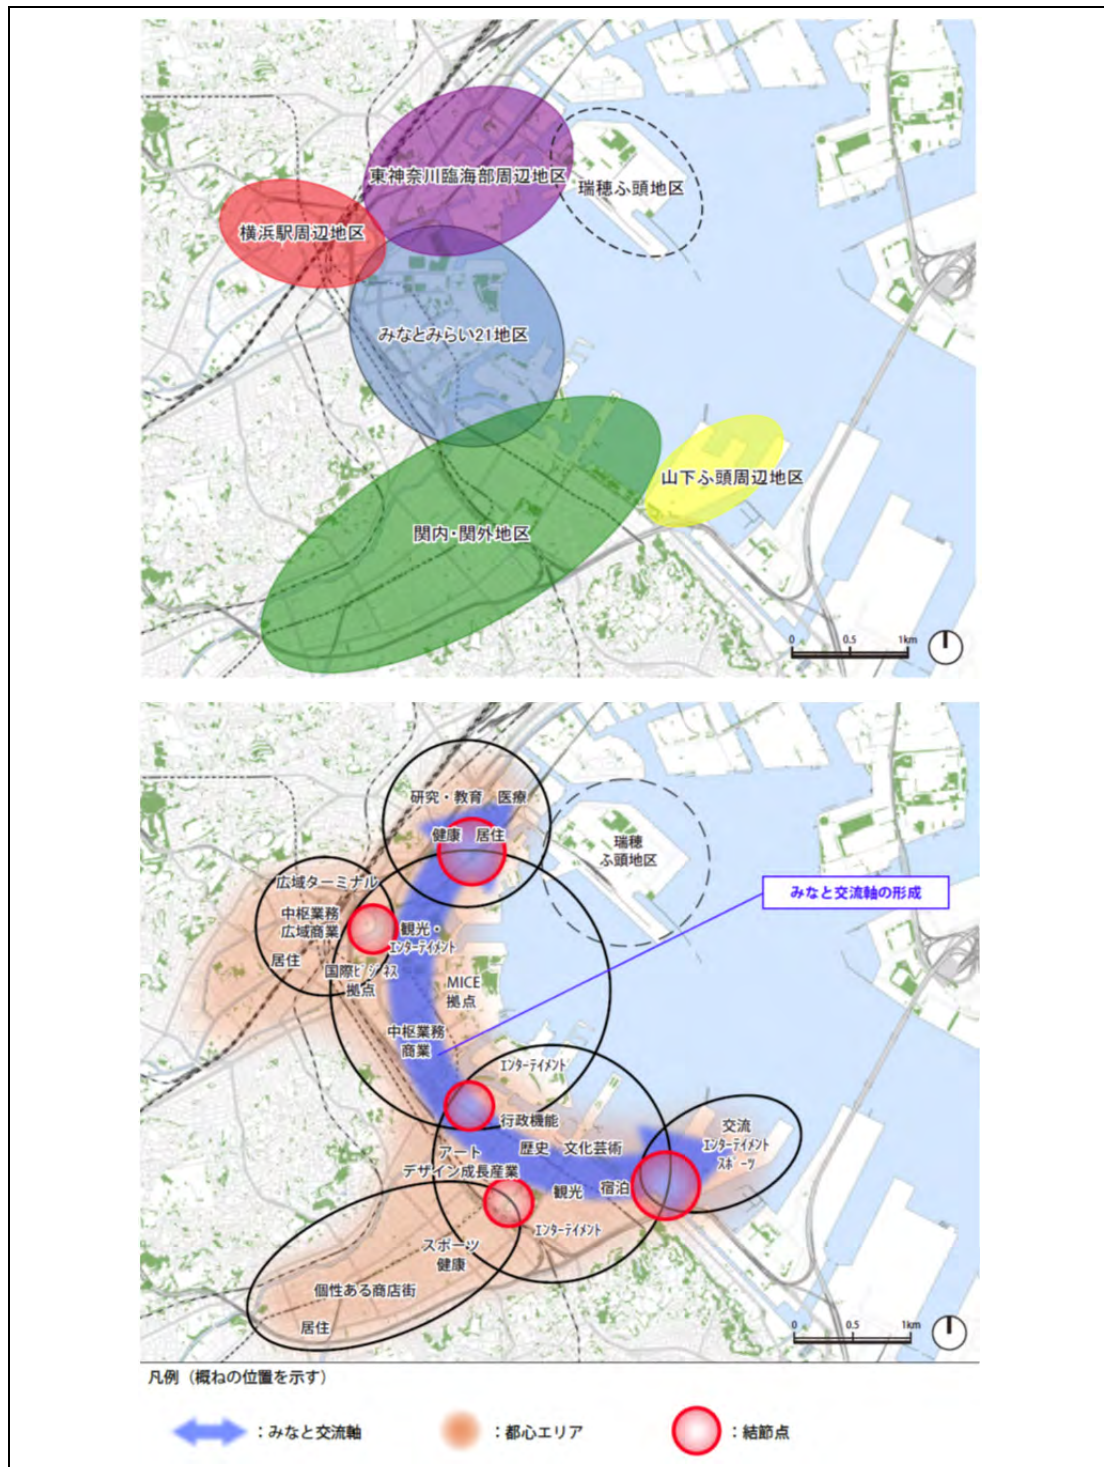 東神奈川臨海部周辺地区
瑞穂ふ頭地区
横浜駅周辺地区
みなとみらい21地区
山下ふ頭周辺地区
関内・関外地区
0 0.5 1km
研究・教育 医療
健康 居住
瑞穂
ふ頭地区
広域ターミナル
中枢業務
広域商業
居住
観光・
ｴﾝﾀｰﾃｲﾒﾝﾄ
国際ﾋﾞｼﾞﾈｽ
拠点
みなと交流軸の形成
MICE
拠点
中枢業務
商業
ｴﾝﾀｰﾃｲﾒﾝﾄ
行政機能
歴史 文化芸術
交流
ｴﾝﾀｰﾃｲﾒﾝﾄ
ｽﾎﾟｰﾂ
アート
デザイン成長産業
観光
宿泊
ｴﾝﾀｰﾃｲﾒﾝﾄ
スポーツ
健康
個性ある商店街
居住
0 0.5 1km
凡例（概ねの位置を示す）
：みなと交流軸
：都心エリア
：結節点